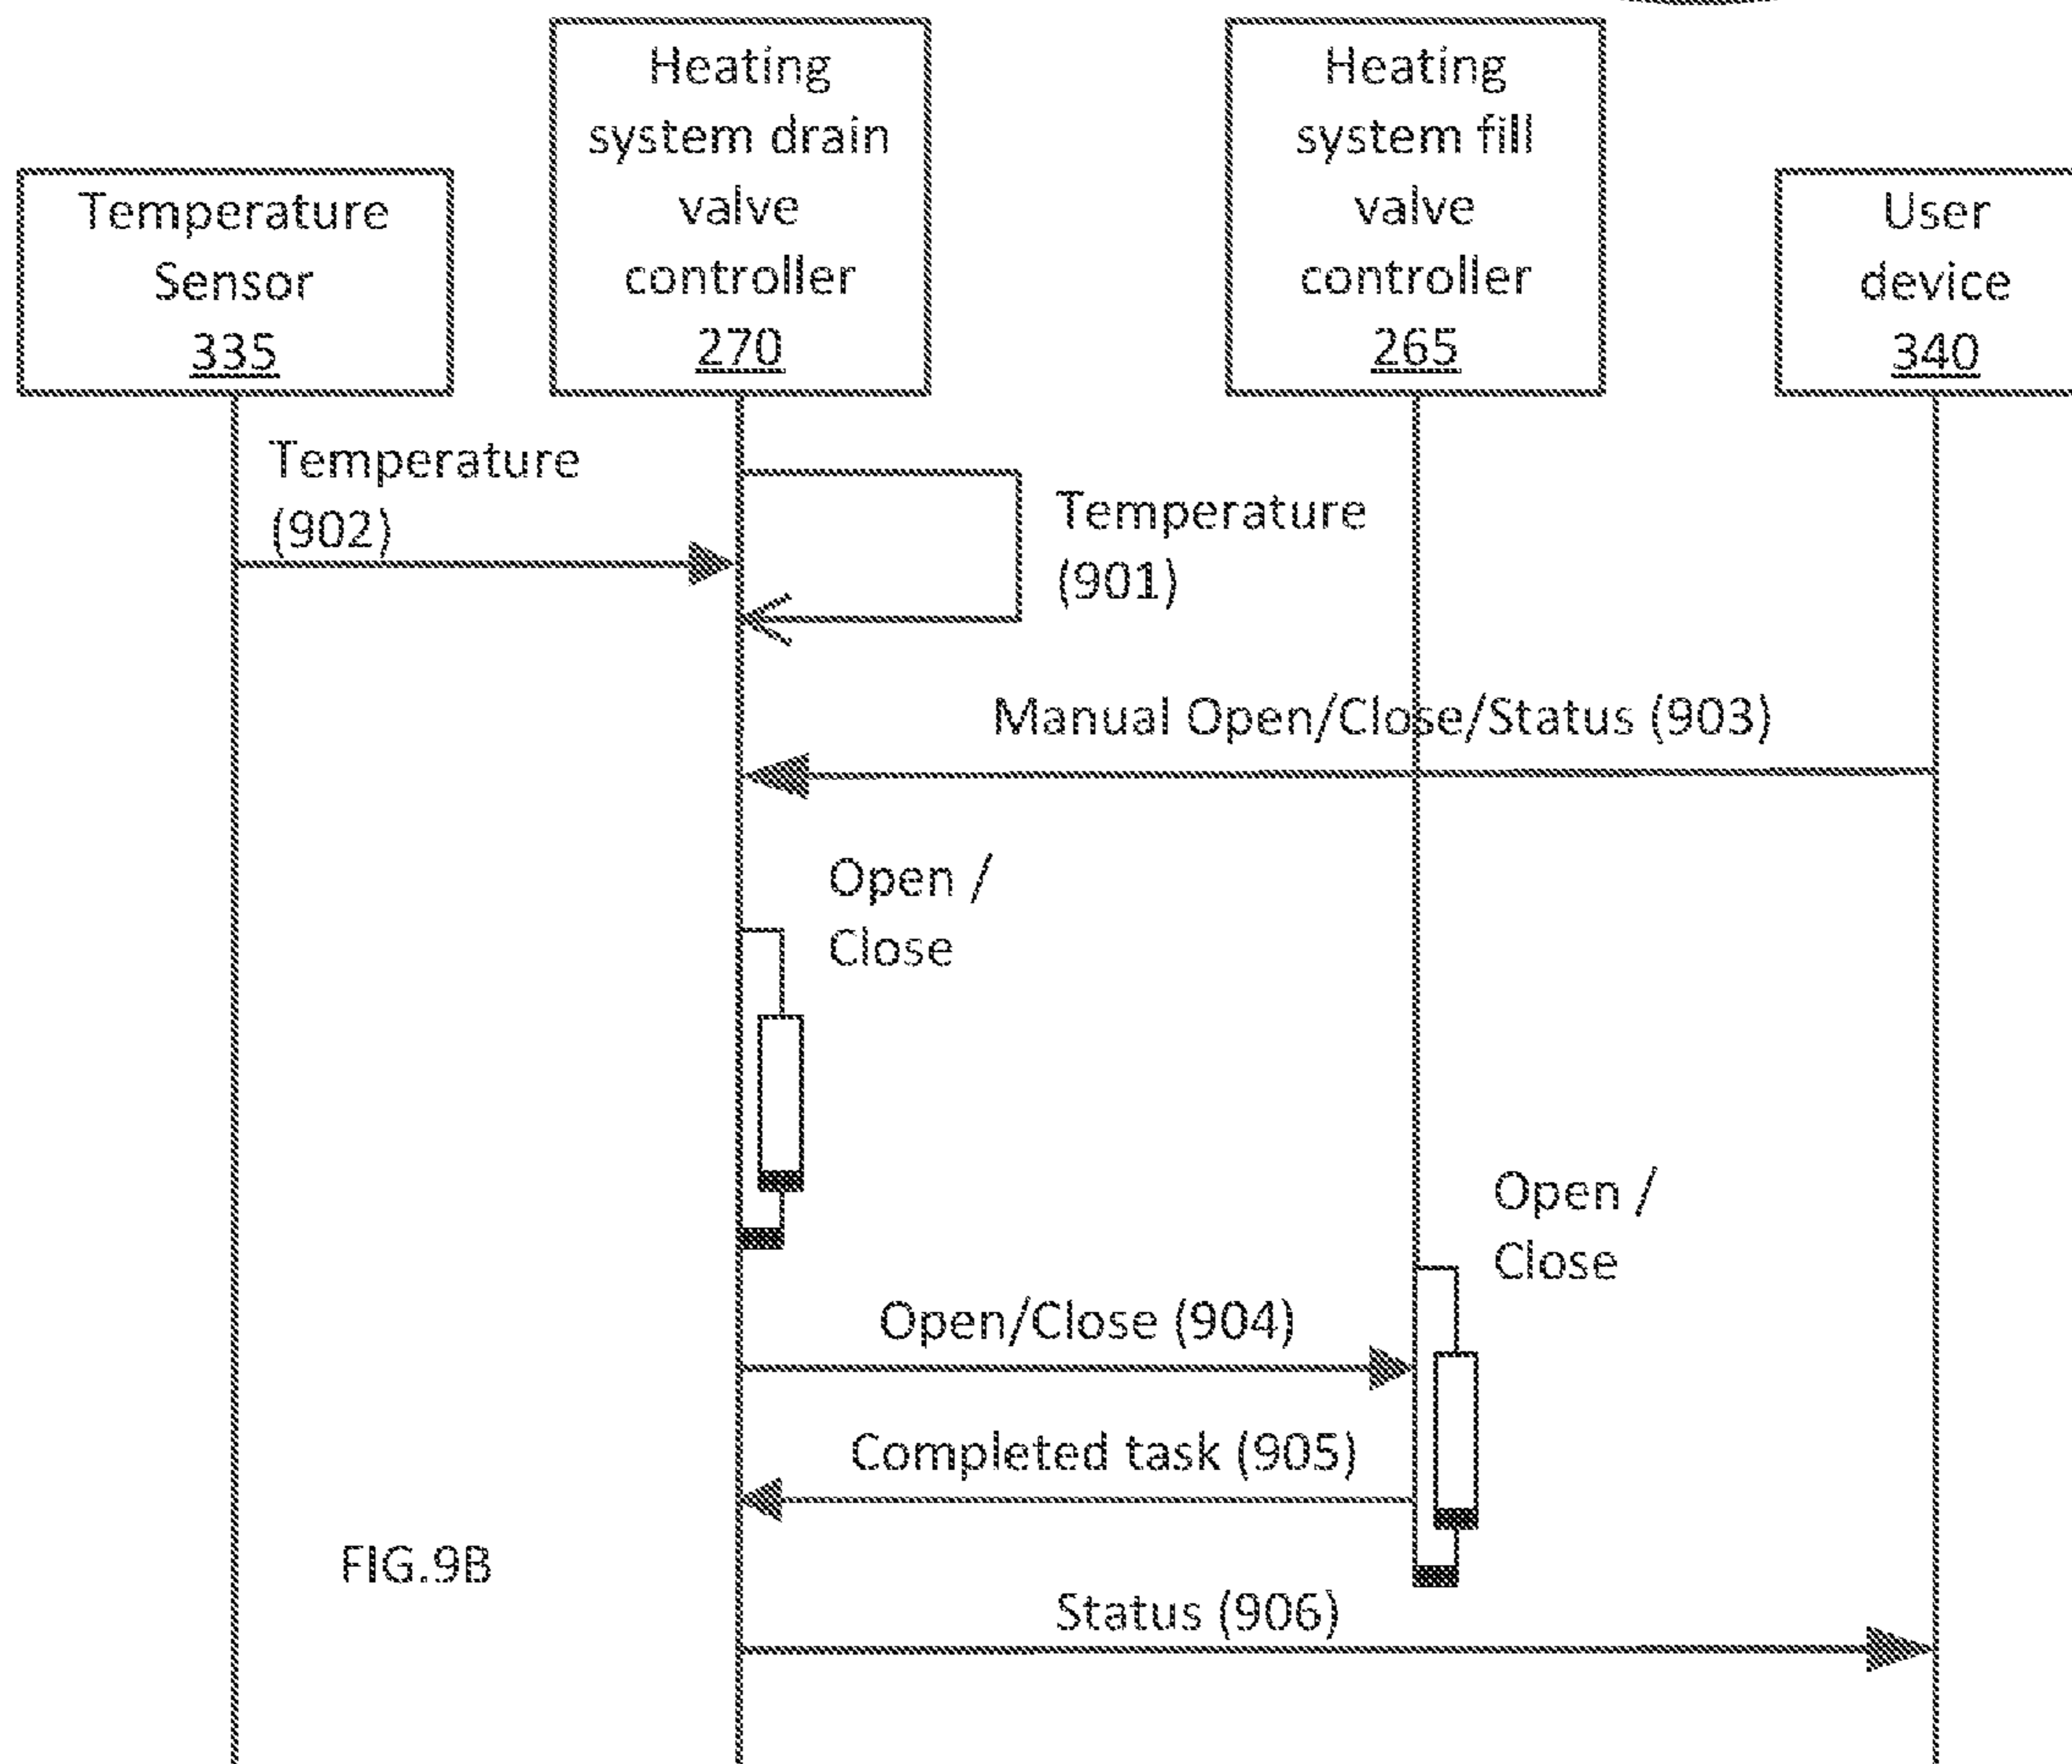 Temperature
Sensor
335
Heating
system drain
valve
controller
270
Heating
system fill
valve
controller
265
User
device
340
Temperature
(902)
Temperature
(901)
Manual Open/Close/Status (903)
Open /
Close
Open /
Close
Open/Close (904)
Completed task (905)
FIG.9B
Status (906)